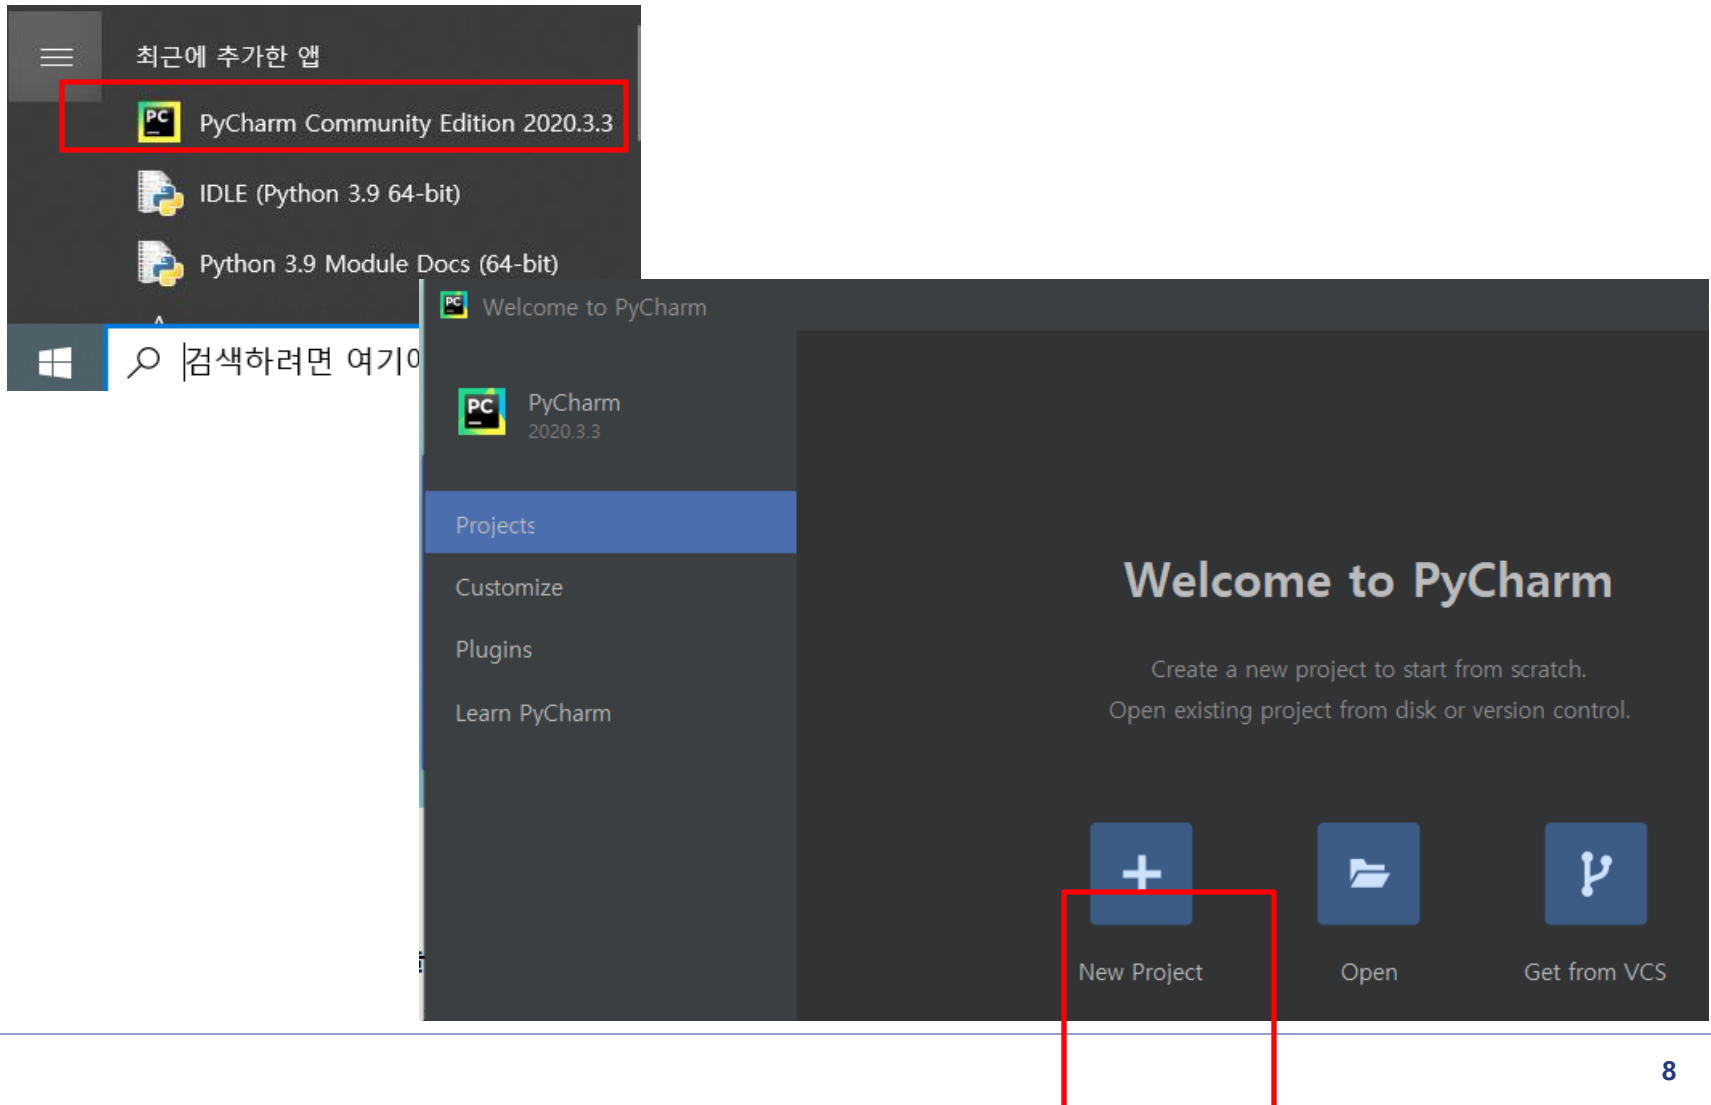 최근에 추가한 앱
PC PyCharm Community Edition 2020.3.3
IDLE (Python 3.9 64-bit)
Python 3.9 Module Docs (64-bit)
검색하려면 여기에
PC Welcome to PyCharm
PC PyCharm
2020.3.3
Projects
Customize
Plugins
Learn PyCharm
Welcome to PyCharm
Create a new project to start from scratch.
Open existing project from disk or version control.
New Project
Open
Get from VCS
8